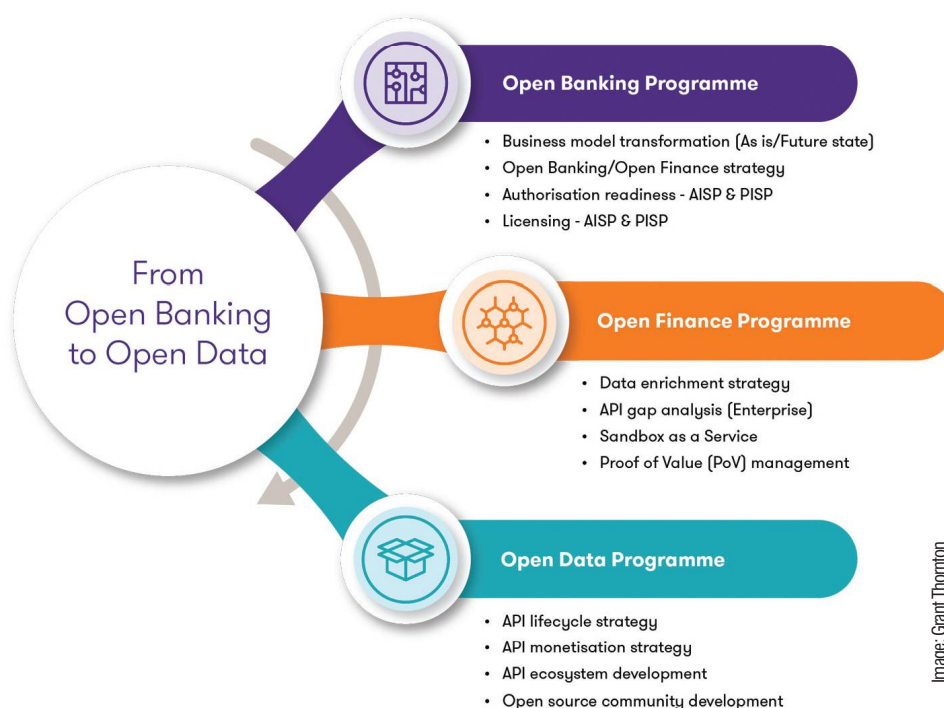 Open Banking Programme
• Business model transformation (As is/Future state)
• Open Banking/Open Finance strategy
• Authorisation readiness - AISP & PISP
• Licensing - AISP & PISP
From
Open Banking
to Open Data
Open Finance Programme
• Data enrichment strategy
• API gap analysis (Enterprise)
• Sandbox as a Service
• Proof of Value (PoV) management
Open Data Programme
• API lifecycle strategy
• API monetisation strategy
• API ecosystem development
• Open source community development
Image: Grant Thornton